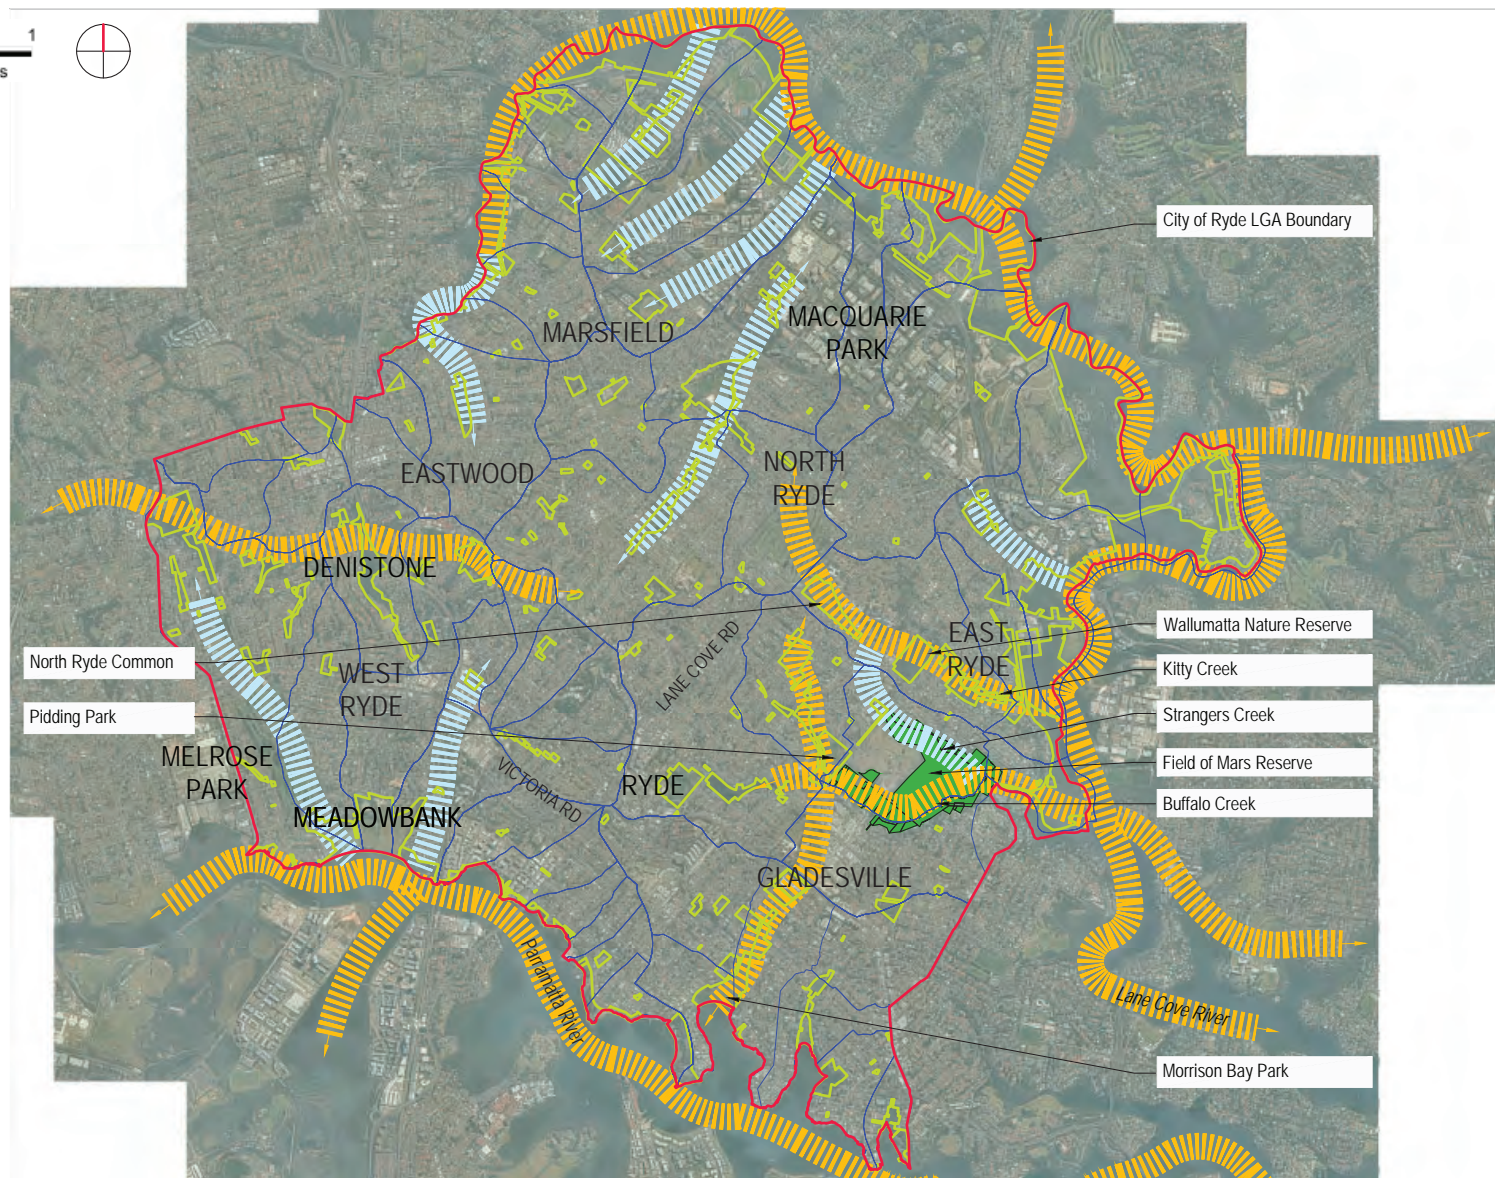 1
s
City of Ryde LGA Boundary
MARSFIELD
MACQUARIE
PARK
EASTWOOD
NORTH
RYDE
DENISTONE
LANE COVE RD
EAST
RYDE
Wallumatta Nature Reserve
North Ryde Common
Kitty Creek
WEST
RYDE
Pidding Park
Strangers Creek
MELROSE
PARK
Field of Mars Reserve
RYDE
VICTORIA RD
Buffalo Creek
MEADOWBANK
GLADESVILLE
Parramatta River
Lane Cove River
Morrison Bay Park